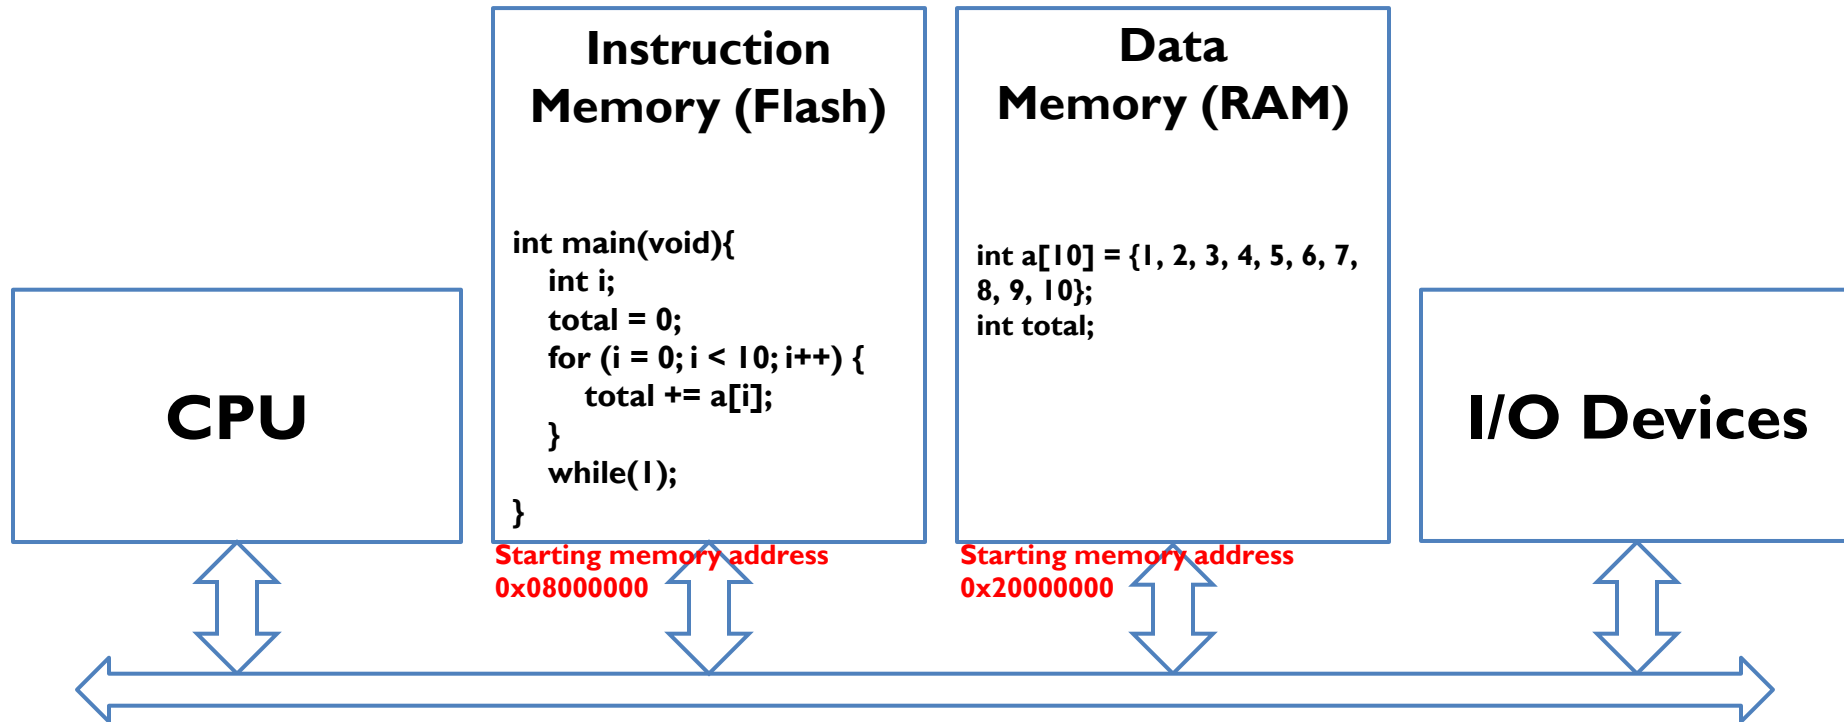 Instruction
Memory (Flash)
Data
Memory (RAM)
int main(void){
int i;
total = 0;
for (i = 0; i < 10; i++) {
total += a[i];
}
while(1);
}
int a[10] = {1, 2, 3, 4, 5, 6, 7,
8, 9, 10};
int total;
CPU
I/O Devices
Starting memory address
0x08000000
Starting memory address
0x20000000